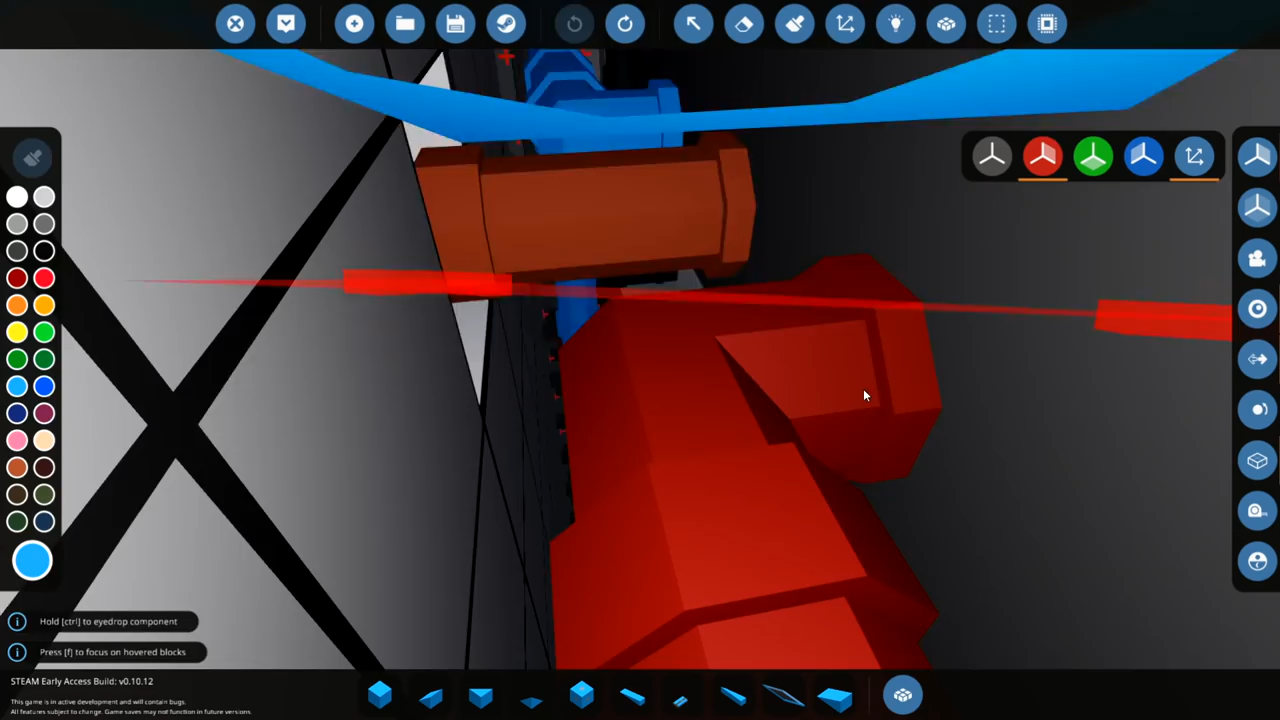 Hold [ctrl] to eyedrop component
Press [f] to focus on hovered blocks
STEAM Early Access Build: v0.10.12
This game is in active development and will contain bugs.
All features subject to change. Game saves may not function in future versions.